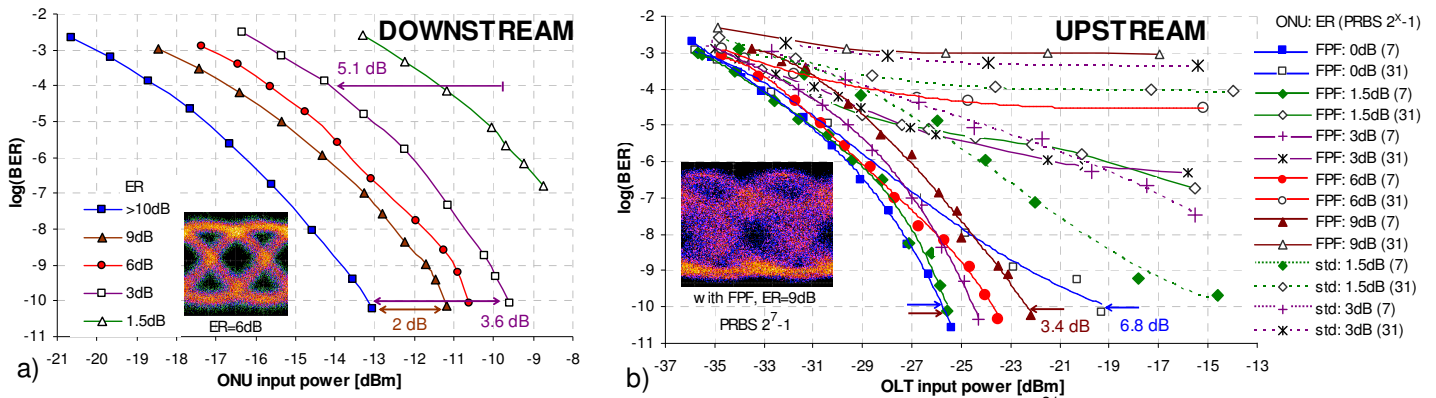 DOWNSTREAM
log(BER)
-2
-3
-4
-5
-6
-7
-8
-9
-10
-11
5.1 dB
ER
>10dB
9dB
6dB
3dB
1.5dB
ER=6dB
2 dB
3.6 dB
-21 -20 -19 -18 -17 -16 -15 -14 -13 -12 -11 -10 -9 -8
a)
ONU input power [dBm]
UPSTREAM
log(BER)
-2
-3
-4
-5
-6
-7
-8
-9
-10
-11
with FPF, ER=9dB
PRBS 2⁷-1
3.4 dB
6.8 dB
-37 -35 -33 -31 -29 -27 -25 -23 -21 -19 -17 -15 -13
b)
OLT input power [dBm]
ONU: ER (PRBS 2ˣ-1)
FPF: 0dB (7)
FPF: 0dB (31)
FPF: 1.5dB (7)
FPF: 1.5dB (31)
FPF: 3dB (7)
FPF: 3dB (31)
FPF: 6dB (7)
FPF: 6dB (31)
FPF: 9dB (7)
FPF: 9dB (31)
std: 1.5dB (7)
std: 1.5dB (31)
std: 3dB (7)
std: 3dB (31)